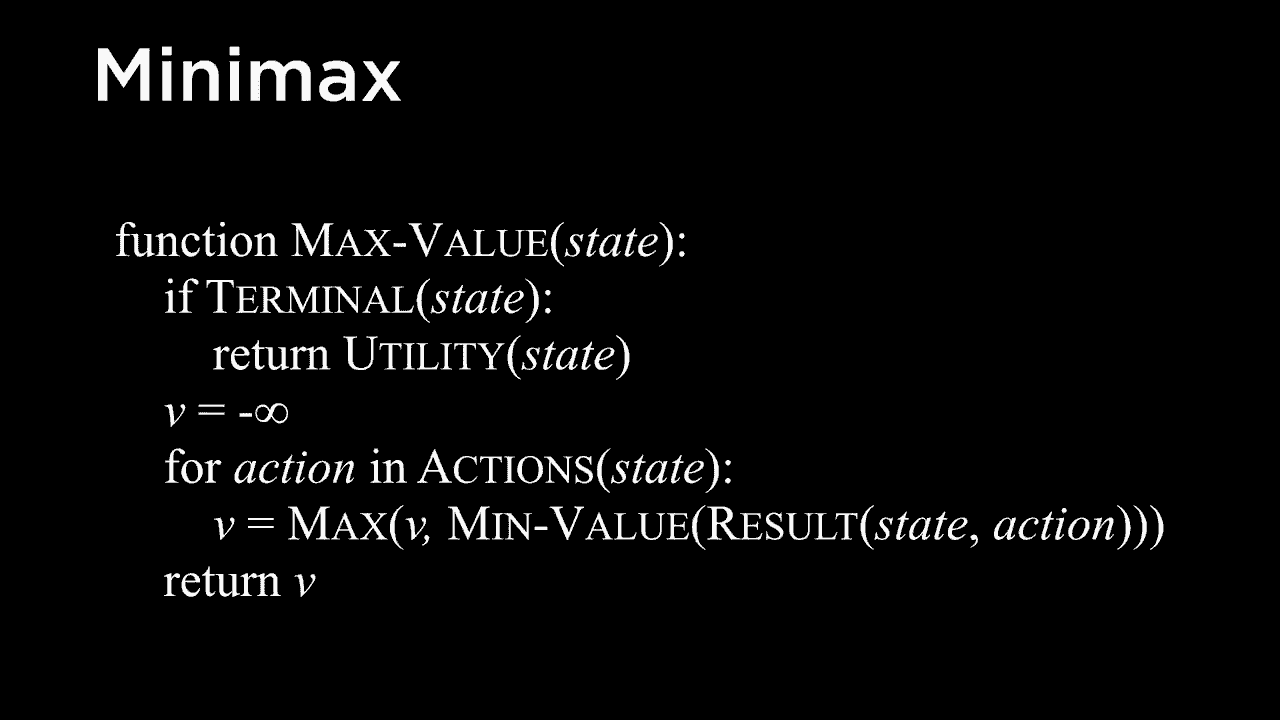 Minimax
function MAX-VALUE(state):
if TERMINAL(state):
return UTILITY(state)
v = -∞
for action in ACTIONS(state):
v = MAX(v, MIN-VALUE(RESULT(state, action)))
return v